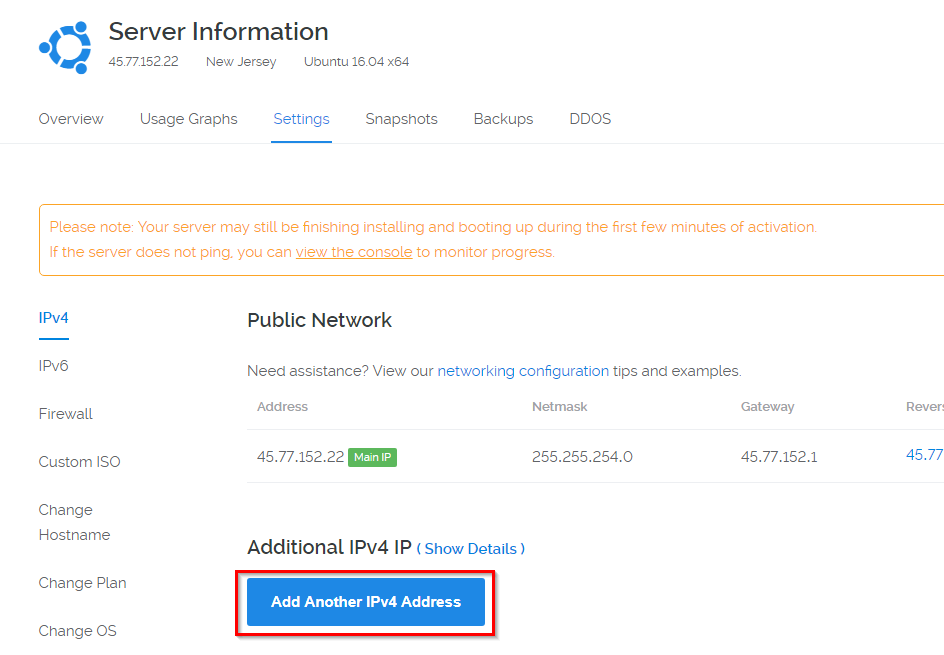 Server Information
45.77.152.22 New Jersey Ubuntu 16.04 x64
Overview Usage Graphs Settings Snapshots Backups DDOS
Please note: Your server may still be finishing installing and booting up during the first few minutes of activation.
If the server does not ping, you can view the console to monitor progress.
IPv4
IPv6
Firewall
Custom ISO
Change
Hostname
Change Plan
Change OS
Public Network
Need assistance? View our networking configuration tips and examples.
Address Netmask Gateway Revers
45.77.152.22 Main IP 255.255.254.0 45.77.152.1 45.77
Additional IPv4 IP ( Show Details )
Add Another IPv4 Address